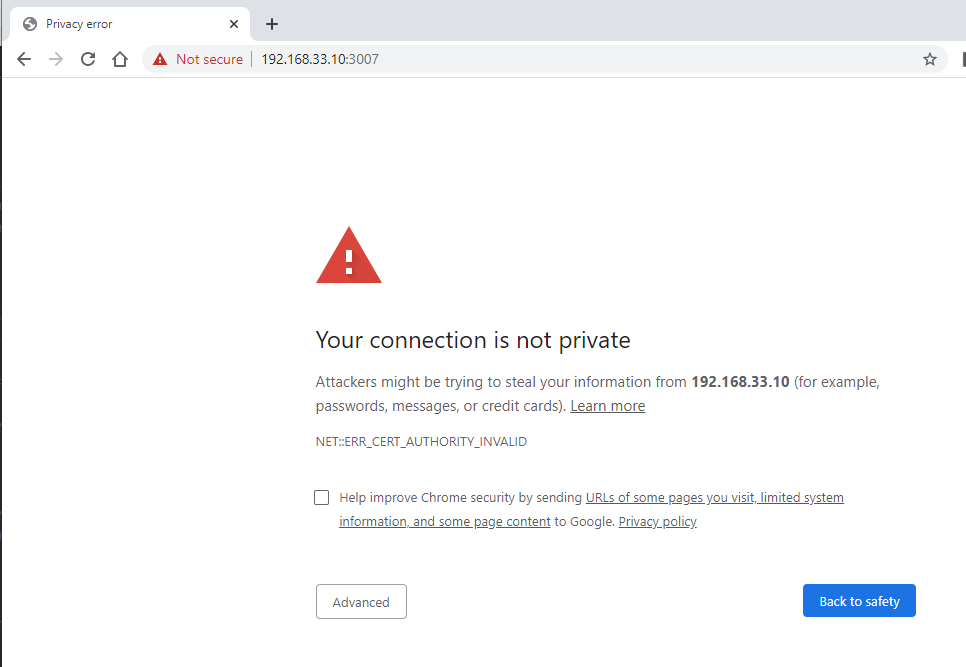 Privacy error
Not secure 192.168.33.10:3007
Your connection is not private
Attackers might be trying to steal your information from 192.168.33.10 (for example,
passwords, messages, or credit cards). Learn more
NET::ERR_CERT_AUTHORITY_INVALID
Help improve Chrome security by sending URLs of some pages you visit, limited system
information, and some page content to Google. Privacy policy
Advanced
Back to safety